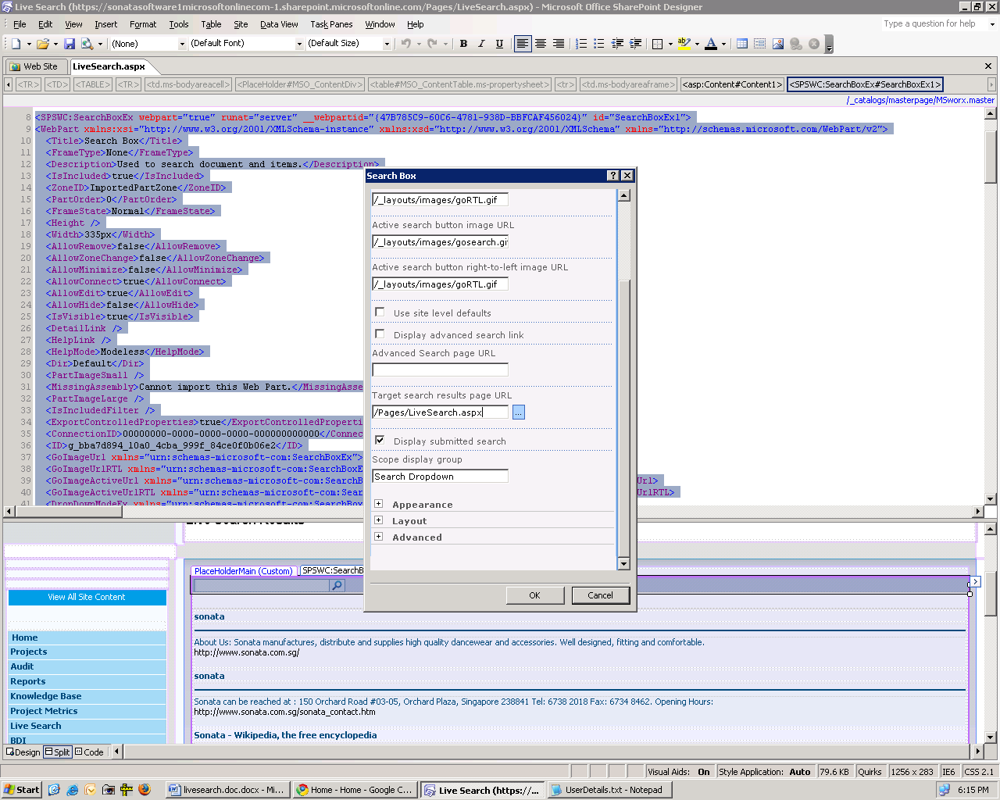 Live Search (https://sonatasoftware1microsoftonlinecom-1.sharepoint.microsoftonline.com/Pages/LiveSearch.aspx) - Microsoft Office SharePoint Designer
File Edit View Insert Format Tools Table Site Data View Task Panes Window Help
Type a question for help
(None) (Default Font) (Default Size) B I U
Web Site LiveSearch.aspx
<TR> <TD> <TABLE> <TR> <td.ms-bodyareacell> <PlaceHolder#MSO_ContentDiv> <table#MSO_ContentTable.ms-propertysheet> <tr> <td.ms-bodyareaframe> <asp:Content#Content1> <SPSWC:SearchBoxEx#SearchBoxEx1>
/_catalogs/masterpage/MSworx.master
8 <SPSWC:SearchBoxEx webpart="true" runat="server" __webpartid="{47B785C9-60C6-4781-938D-BBFCAF456024}" id="SearchBoxEx1">
9 <WebPart xmlns:xsi="http://www.w3.org/2001/XMLSchema-instance" xmlns:xsd="http://www.w3.org/2001/XMLSchema" xmlns="http://schemas.microsoft.com/WebPart/v2">
10 <Title>Search Box</Title>
11 <FrameType>None</FrameType>
12 <Description>Used to search document and items.</Description>
13 <IsIncluded>true</IsIncluded>
14 <ZoneID>ImportedPartZone</ZoneID>
15 <PartOrder>0</PartOrder>
16 <FrameState>Normal</FrameState>
17 <Height />
18 <Width>335px</Width>
19 <AllowRemove>false</AllowRemove>
20 <AllowZoneChange>false</AllowZoneChange>
21 <AllowMinimize>false</AllowMinimize>
22 <AllowConnect>true</AllowConnect>
23 <AllowEdit>true</AllowEdit>
24 <AllowHide>false</AllowHide>
25 <IsVisible>true</IsVisible>
26 <DetailLink />
27 <HelpLink />
28 <HelpMode>Modeless</HelpMode>
29 <Dir>Default</Dir>
30 <PartImageSmall />
31 <MissingAssembly>Cannot import this Web Part.</MissingAsse
32 <PartImageLarge />
33 <IsIncludedFilter />
34 <ExportControlledProperties>true</ExportControlledProperti
35 <ConnectionID>00000000-0000-0000-0000-000000000000</Connec
36 <ID>g_bba7d894_10a0_4cba_999f_84ce0f0b06e2</ID>
37 <GoImageUrl xmlns="urn:schemas-microsoft-com:SearchBoxEx">
38 <GoImageUrlRTL xmlns="urn:schemas-microsoft-com:SearchBoxE
39 <GoImageActiveUrl xmlns="urn:schemas-microsoft-com:SearchB Url>
40 <GoImageActiveUrlRTL xmlns="urn:schemas-microsoft-com:Sear UrlRTL>
41 <DropDownModeEx xmlns="urn:schemas-microsoft-com:SearchBox
Search Box
/_layouts/images/goRTL.gif
Active search button image URL
/_layouts/images/gosearch.gi
Active search button right-to-left image URL
/_layouts/images/goRTL.gif
Use site level defaults
Display advanced search link
Advanced Search page URL
Target search results page URL
/Pages/LiveSearch.aspx ...
Display submitted search
Scope display group
Search Dropdown
Appearance
Layout
Advanced
OK Cancel
Live Search Results
PlaceHolderMain (Custom) SPSWC:SearchB
View All Site Content
Home
Projects
Audit
Reports
Knowledge Base
Project Metrics
Live Search
BDI
sonata
About Us: Sonata manufactures, distribute and supplies high quality dancewear and accessories. Well designed, fitting and comfortable.
http://www.sonata.com.sg/
sonata
Sonata can be reached at : 150 Orchard Road #03-05, Orchard Plaza, Singapore 238841 Tel: 6738 2018 Fax: 6734 8462. Opening Hours:
http://www.sonata.com.sg/sonata_contact.htm
Sonata - Wikipedia, the free encyclopedia
Design Split Code
Visual Aids: On Style Application: Auto 79.6 KB Quirks 1256 x 283 IE6 CSS 2.1
Start livesearch.doc.docx - Mi... Home - Home - Google C... Live Search (https://... UserDetails.txt - Notepad 6:15 PM